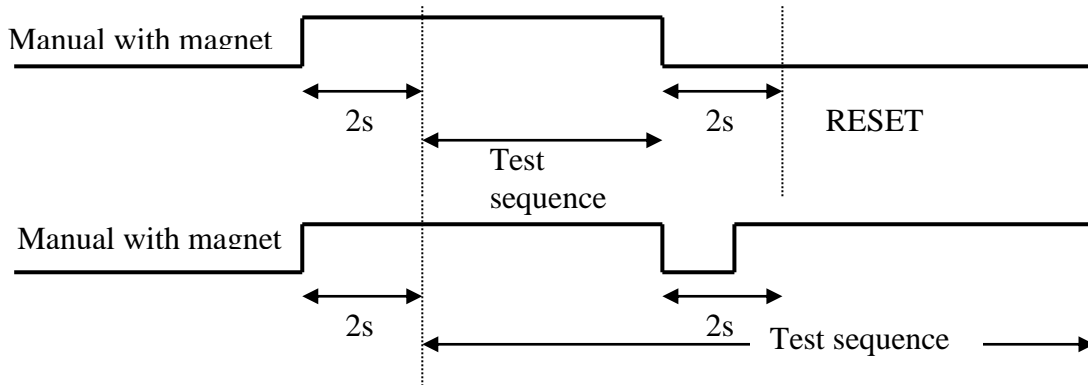 Manual with magnet
2s
2s
RESET
Test
sequence
Manual with magnet
2s
2s
Test sequence